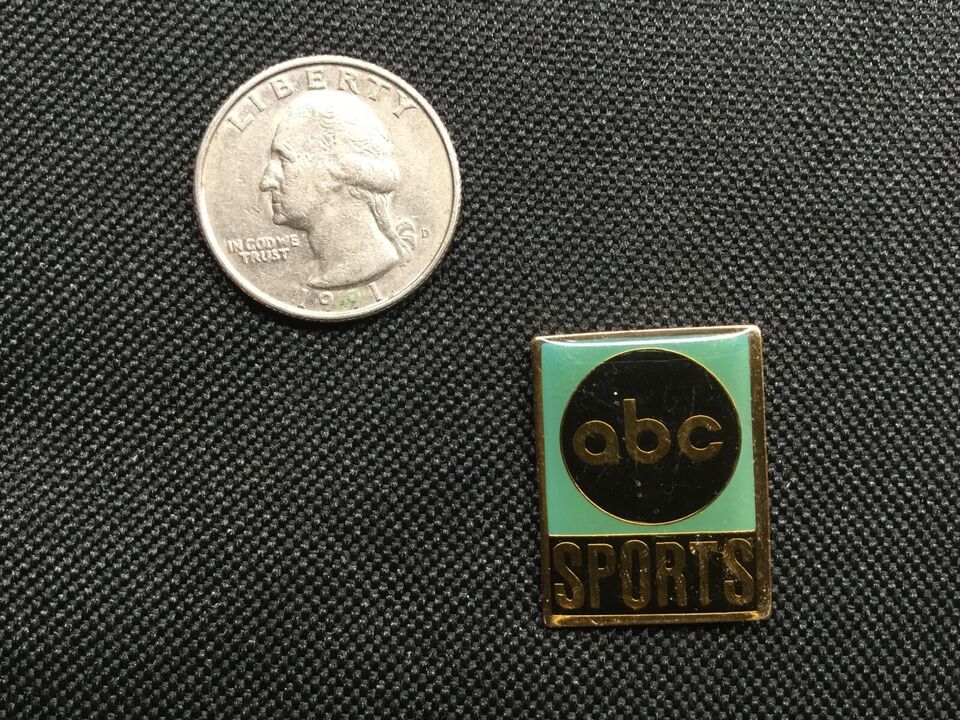 LIBERTY
IN GOD WE
TRUST
D
abc
SPORTS